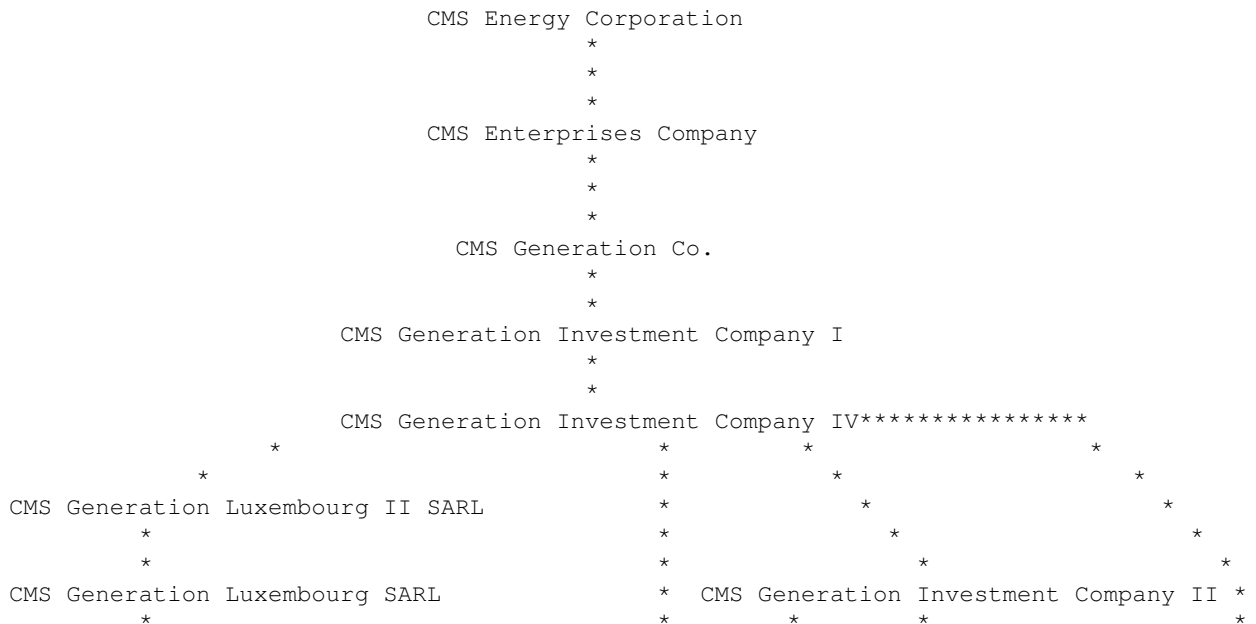 CMS Energy Corporation
*
*
*
CMS Enterprises Company
*
*
*
CMS Generation Co.
*
*
CMS Generation Investment Company I
*
*
CMS Generation Investment Company IV****************
* * * *
* * * *
CMS Generation Luxembourg II SARL * * *
* * * *
* * * *
CMS Generation Luxembourg SARL * CMS Generation Investment Company II *
* * * * *